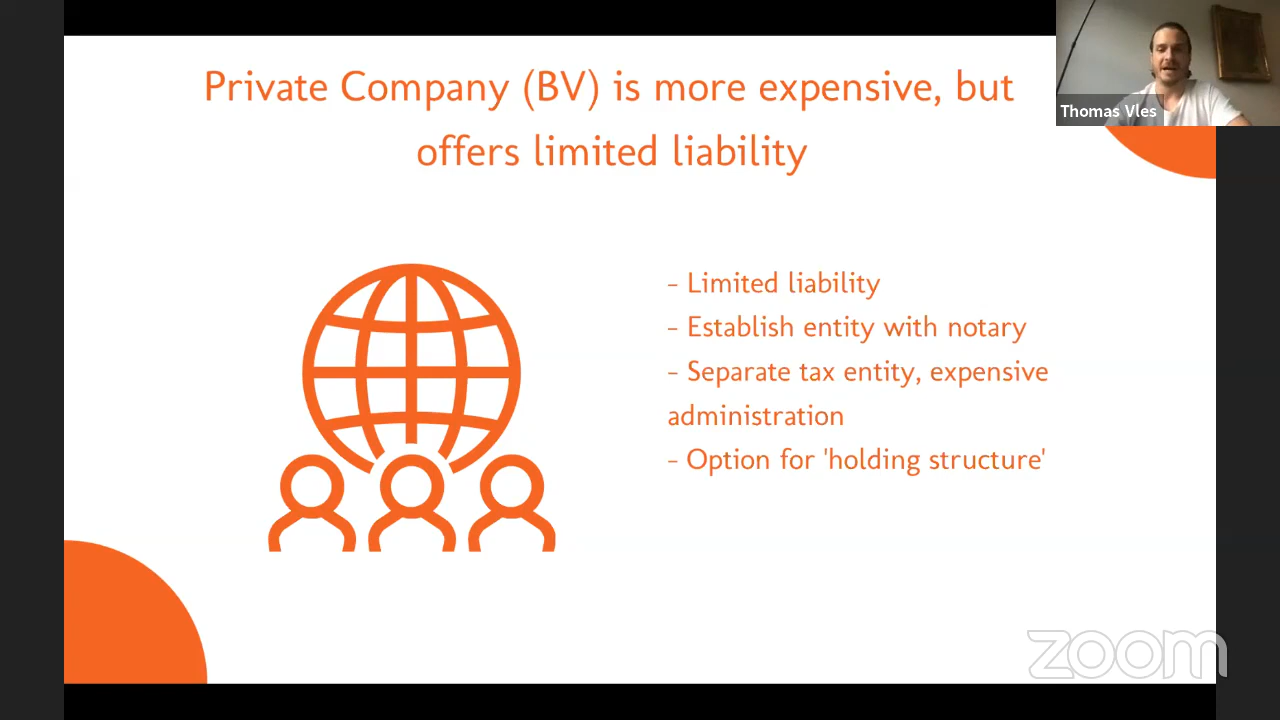 Private Company (BV) is more expensive, but
offers limited liability
Thomas Vles
- Limited liability
- Establish entity with notary
- Separate tax entity, expensive
administration
- Option for 'holding structure'
zoom